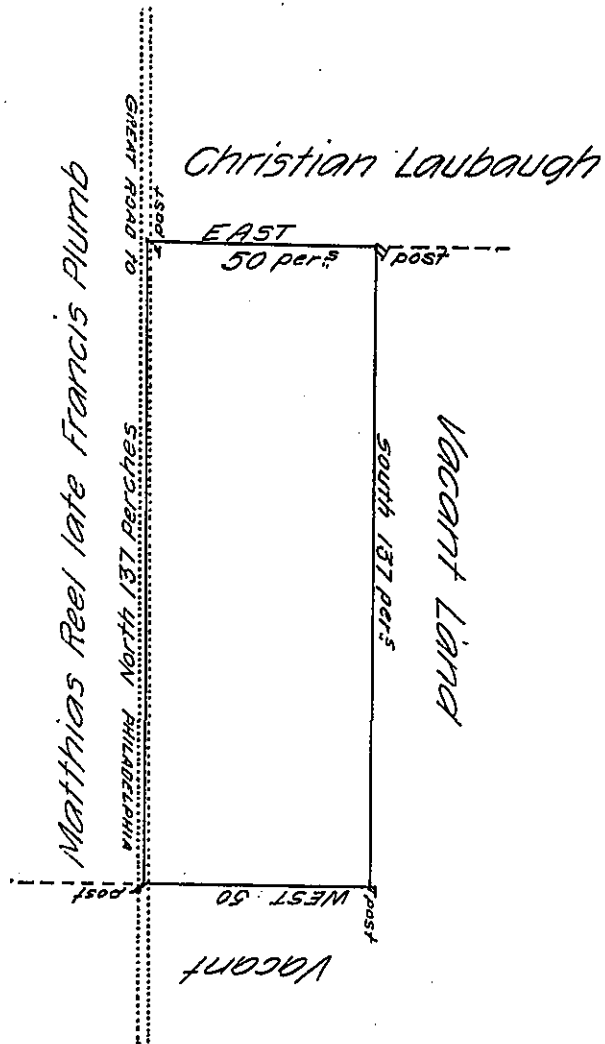 Christian Laubaugh
GREAT ROAD TO
PHILADELPHIA
post
EAST
50 per.s
post
Matthias Reel late Francis Plumb
North 137 perches
South 137 per.s
Vacant Land
post
WEST : 50
post
Vacant